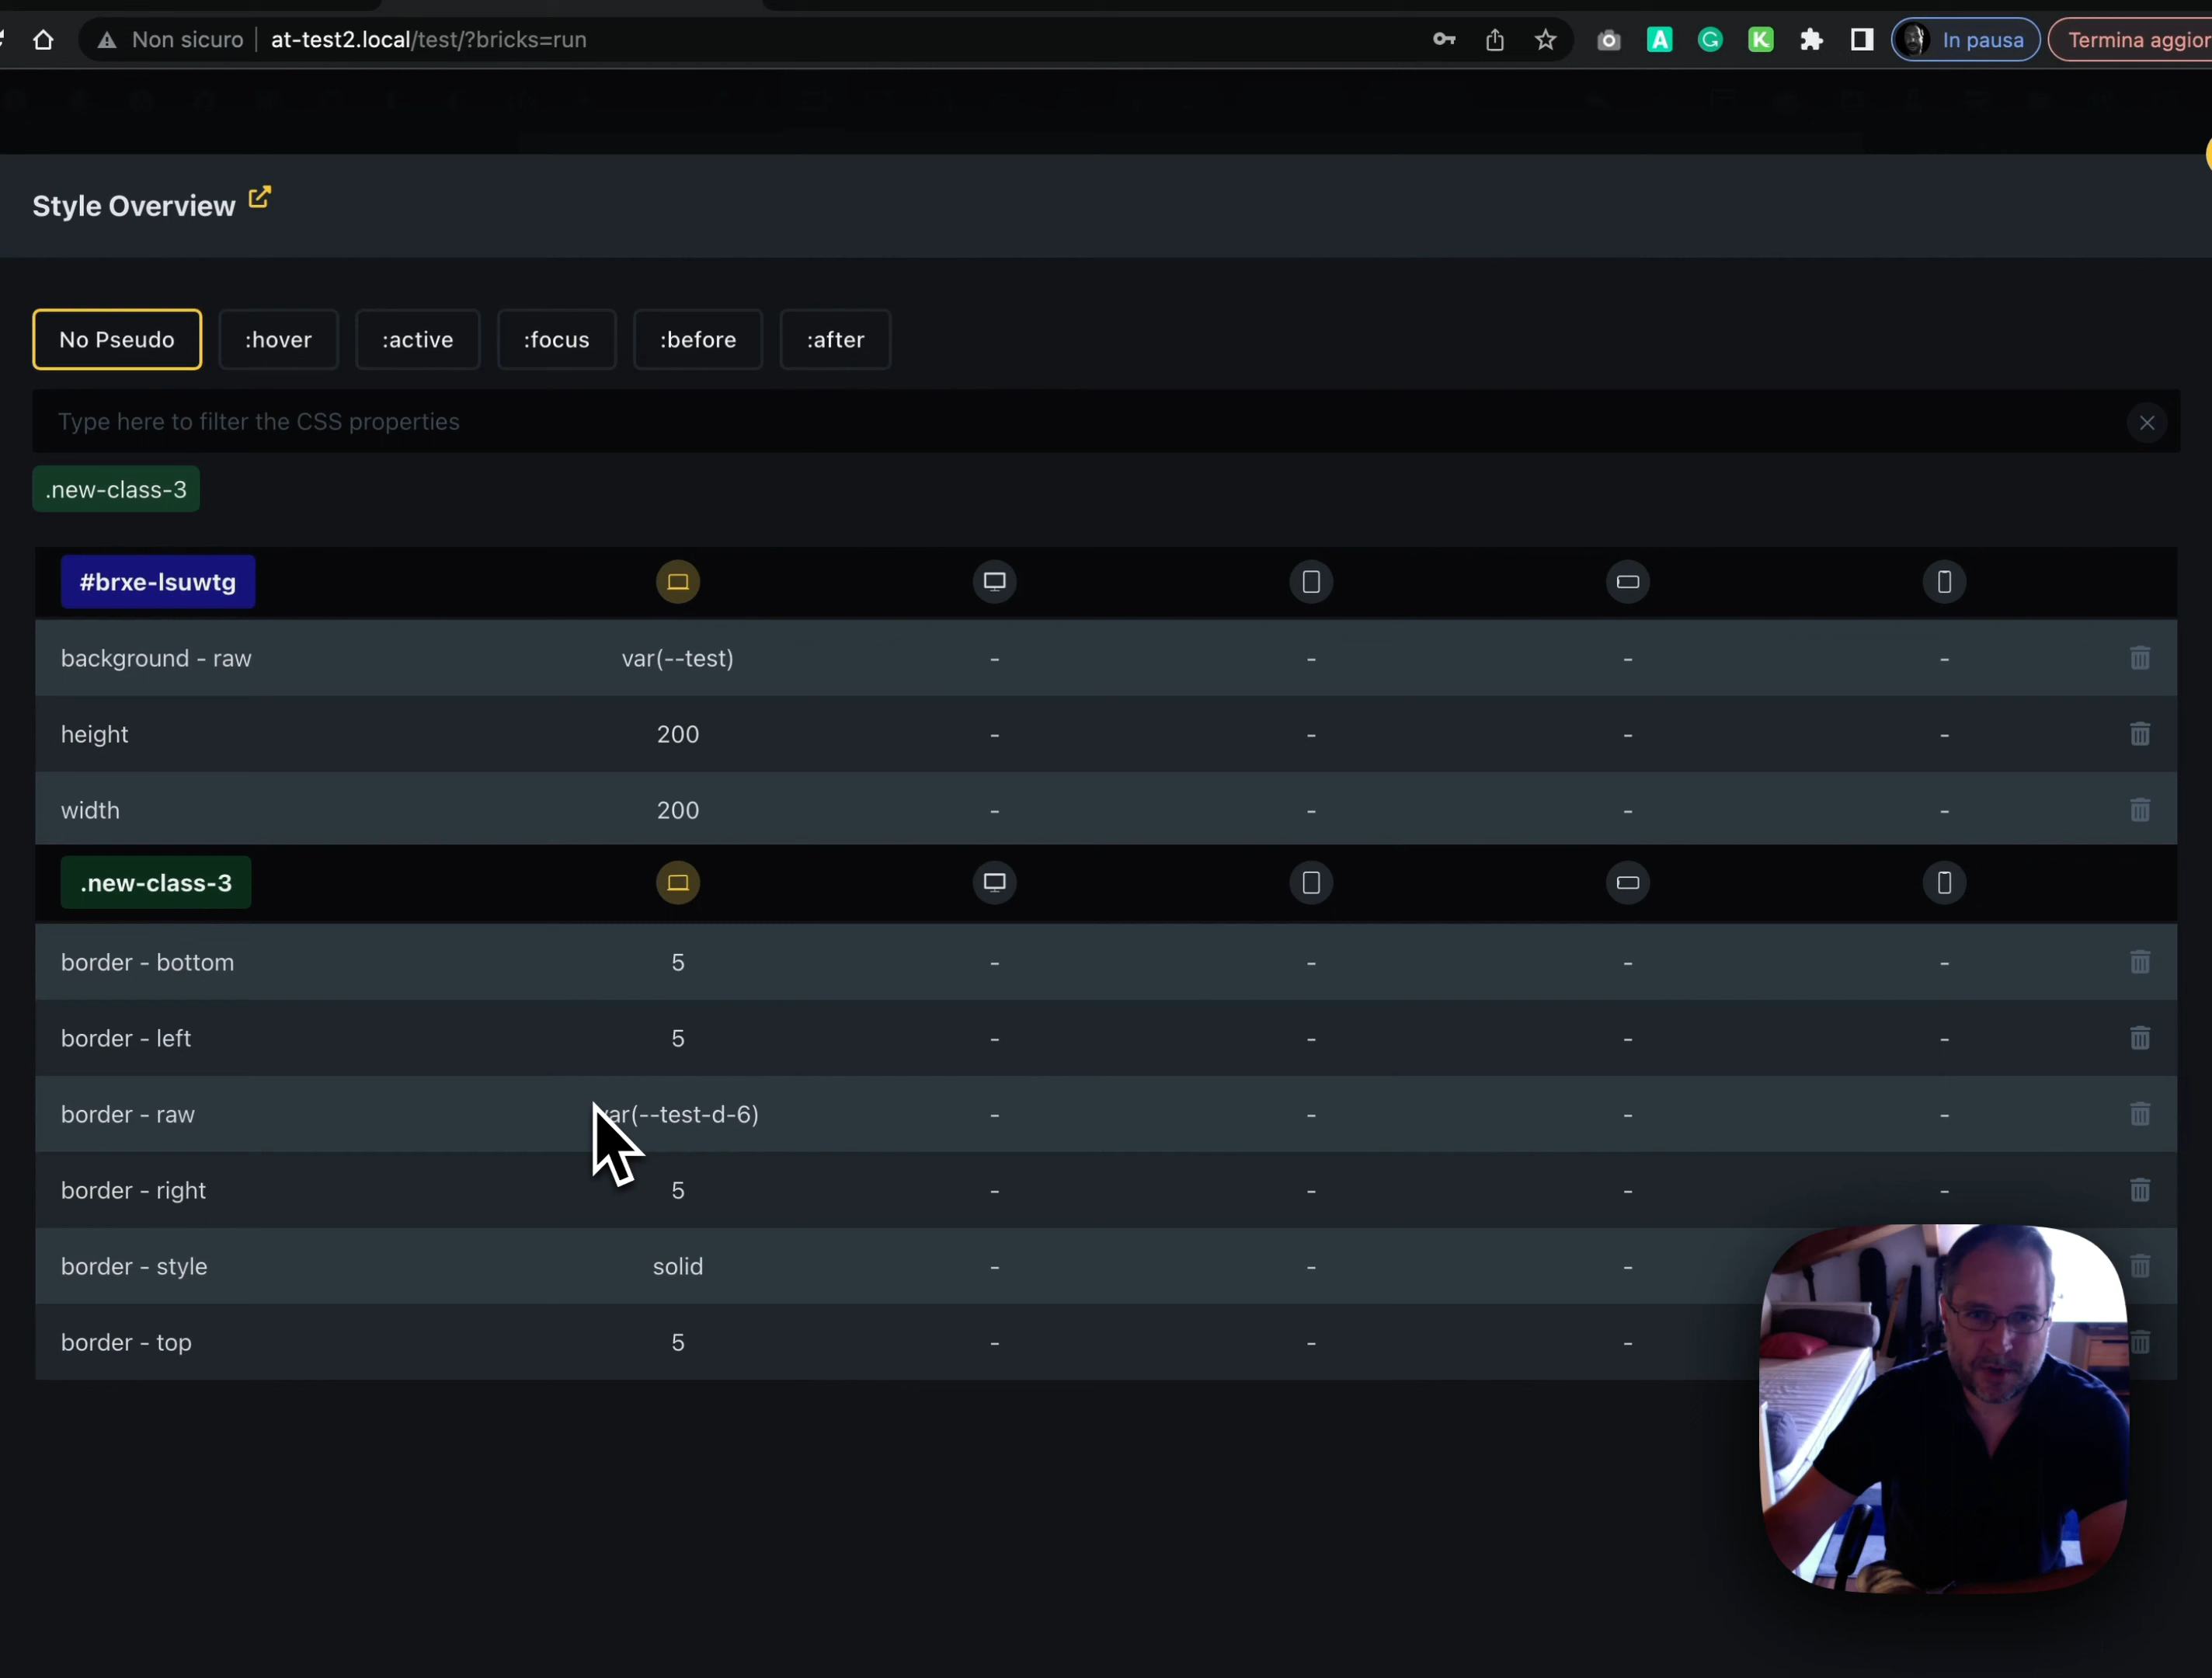 Non sicuro at-test2.local/test/?bricks=run In pausa Termina aggior
Style Overview
No Pseudo :hover :active :focus :before :after
Type here to filter the CSS properties
.new-class-3
#brxe-lsuwtg
background - raw var(--test) - - - -
height 200 - - - -
width 200 - - - -
.new-class-3
border - bottom 5 - - - -
border - left 5 - - - -
border - raw var(--test-d-6) - - - -
border - right 5 - - - -
border - style solid - - -
border - top 5 - - -